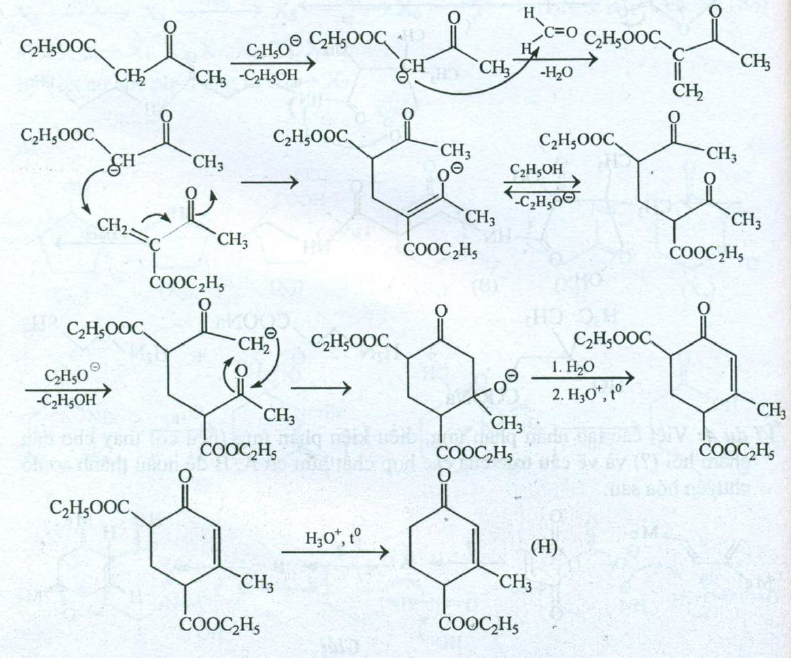 C₂H₅OOC O C₂H₅O⊖ C₂H₅OOC O H O C₂H₅OOC O
CH₂ CH₃ -C₂H₅OH CH ⊖ CH₃ H -H₂O CH₃
CH₂
C₂H₅OOC O C₂H₅OOC O C₂H₅OOC O
CH ⊖ CH₃ CH₃ C₂H₅OH CH₃
O O⊖ -C₂H₅O⊖ O
CH₂ CH₃ CH₃ CH₃
COOC₂H₅ COOC₂H₅ COOC₂H₅
C₂H₅OOC O C₂H₅OOC O C₂H₅OOC O
CH₂⊖
C₂H₅O⊖ O O⊖ 1. H₂O
-C₂H₅OH CH₃ CH₃ 2. H₃O⁺, t⁰ CH₃
COOC₂H₅ COOC₂H₅ COOC₂H₅
C₂H₅OOC O O
H₃O⁺, t⁰ (H)
CH₃ CH₃
COOC₂H₅ COOC₂H₅